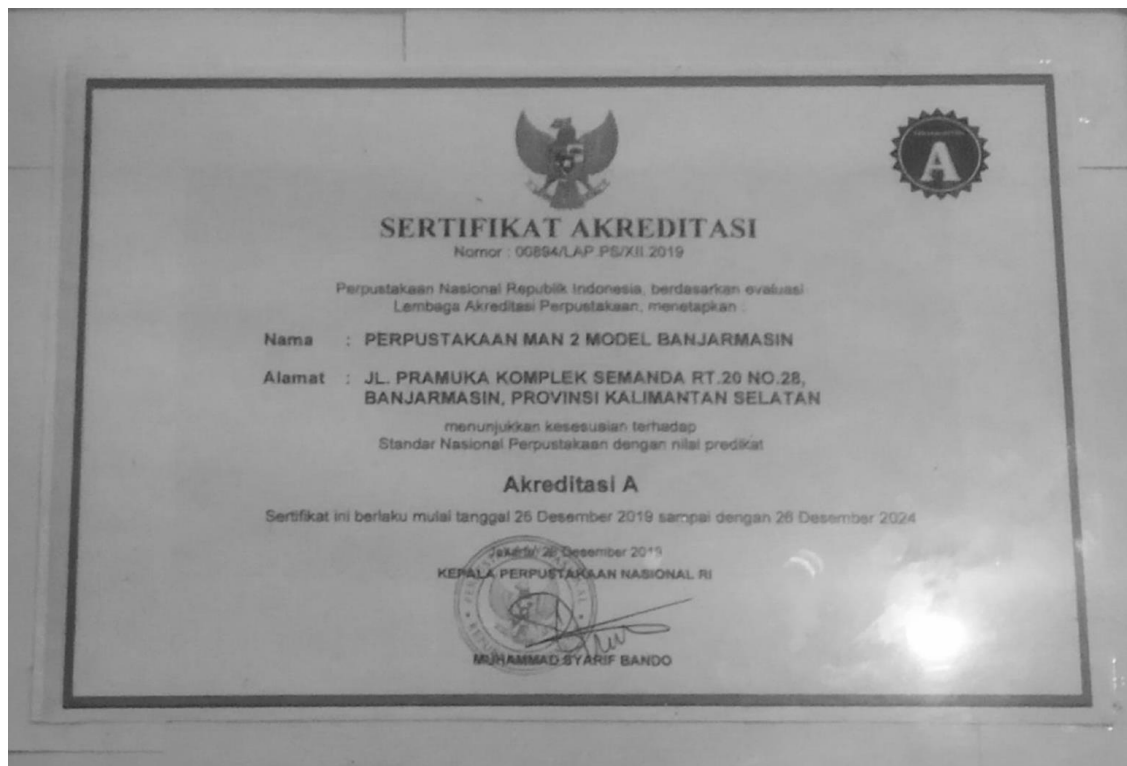 A
SERTIFIKAT AKREDITASI
Nomor : 00894/LAP.PS/XII.2019
Perpustakaan Nasional Republik Indonesia, berdasarkan evaluasi
Lembaga Akreditasi Perpustakaan, menetapkan :
Nama : PERPUSTAKAAN MAN 2 MODEL BANJARMASIN
Alamat : JL. PRAMUKA KOMPLEK SEMANDA RT.20 NO.28,
BANJARMASIN, PROVINSI KALIMANTAN SELATAN
menunjukkan kesesuaian terhadap
Standar Nasional Perpustakaan dengan nilai predikat
Akreditasi A
Sertifikat ini berlaku mulai tanggal 26 Desember 2019 sampai dengan 26 Desember 2024
Jakarta, 26 Desember 2019
KEPALA PERPUSTAKAAN NASIONAL RI
MUHAMMAD SYARIF BANDO